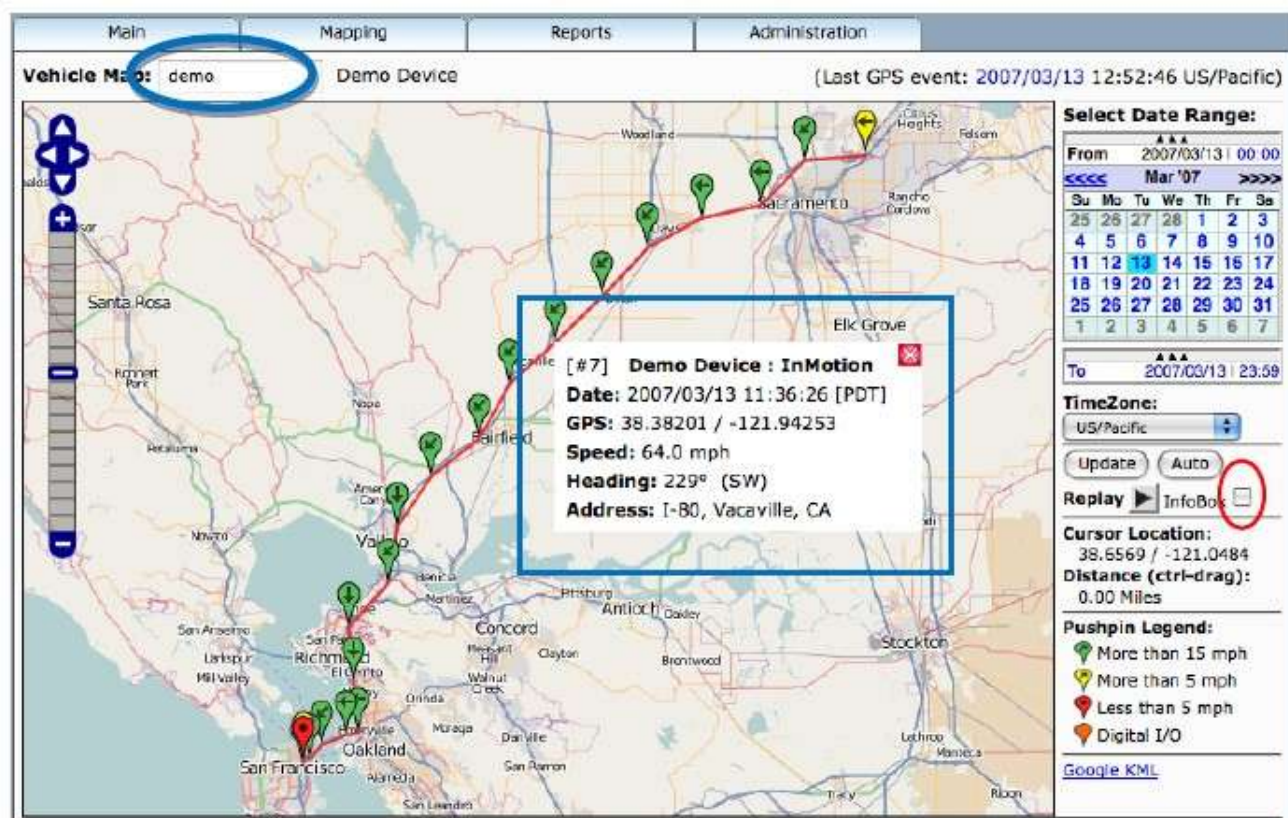 Main Mapping Reports Administration
Vehicle Map: demo Demo Device (Last GPS event: 2007/03/13 12:52:46 US/Pacific)
Woodland
Heights
Folsom
Sacramento
Rancho
Cordova
Davis
Santa Rosa
Elk Grove
Rohnert
Park
Napa
Fairfield
Petaluma
Novato
Vallejo
Benicia
Martinez
Pittsburg
Antioch
Oakley
San Anselmo
Larkspur
Mill Valley
Richmond
El Cerrito
Concord
Pleasant
Hill
Clayton
Brentwood
Stockton
Walnut
Creek
Orinda
Moraga
Danville
Oakland
San Francisco
Alameda
San Ramon
San Leandro
Lathrop
Manteca
Tracy
Ripon
[#7] Demo Device : InMotion
Date: 2007/03/13 11:36:26 [PDT]
GPS: 38.38201 / -121.94253
Speed: 64.0 mph
Heading: 229° (SW)
Address: I-80, Vacaville, CA
Select Date Range:
From 2007/03/13 | 00:00
<<<< Mar '07 >>>>
Su Mo Tu We Th Fr Sa
25 26 27 28 1 2 3
4 5 6 7 8 9 10
11 12 13 14 15 16 17
18 19 20 21 22 23 24
25 26 27 28 29 30 31
1 2 3 4 5 6 7
To 2007/03/13 | 23:59
TimeZone:
US/Pacific
Update Auto
Replay InfoBox
Cursor Location:
38.6569 / -121.0484
Distance (ctrl-drag):
0.00 Miles
Pushpin Legend:
More than 15 mph
More than 5 mph
Less than 5 mph
Digital I/O
Google KML